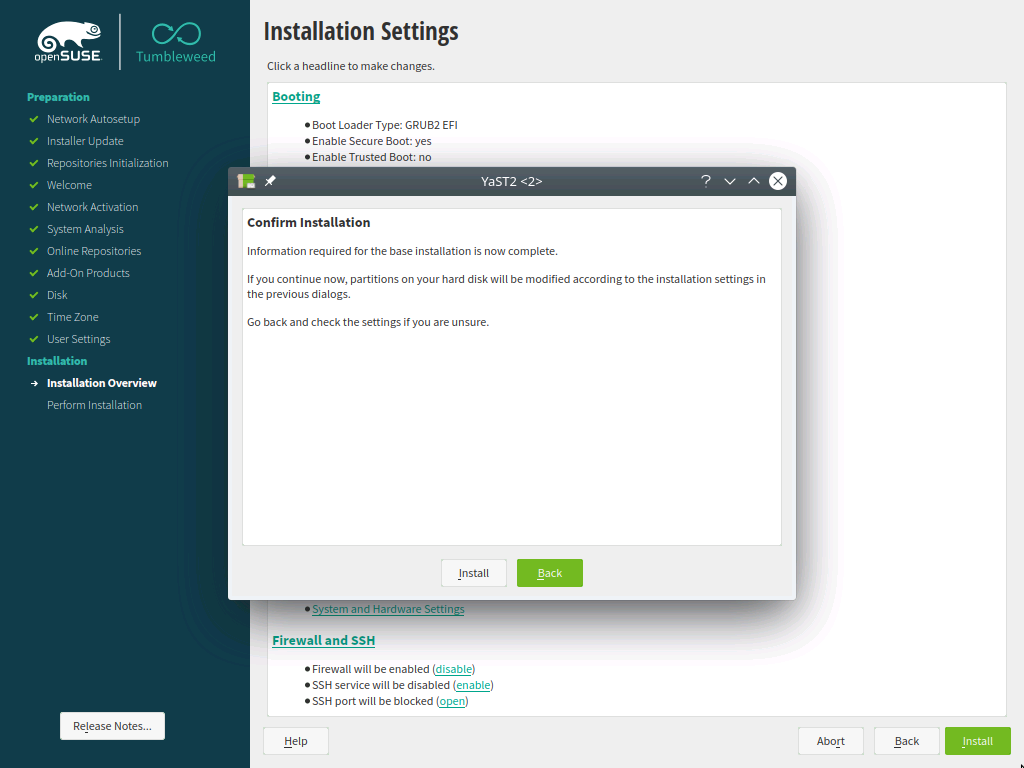 openSUSE
Tumbleweed
Preparation
Network Autosetup
Installer Update
Repositories Initialization
Welcome
Network Activation
System Analysis
Online Repositories
Add-On Products
Disk
Time Zone
User Settings
Installation
Installation Overview
Perform Installation
Release Notes...
Installation Settings
Click a headline to make changes.
Booting
Boot Loader Type: GRUB2 EFI
Enable Secure Boot: yes
Enable Trusted Boot: no
YaST2 <2>
Confirm Installation
Information required for the base installation is now complete.
If you continue now, partitions on your hard disk will be modified according to the installation settings in
the previous dialogs.
Go back and check the settings if you are unsure.
Install Back
System and Hardware Settings
Firewall and SSH
Firewall will be enabled (disable)
SSH service will be disabled (enable)
SSH port will be blocked (open)
Help Abort Back Install